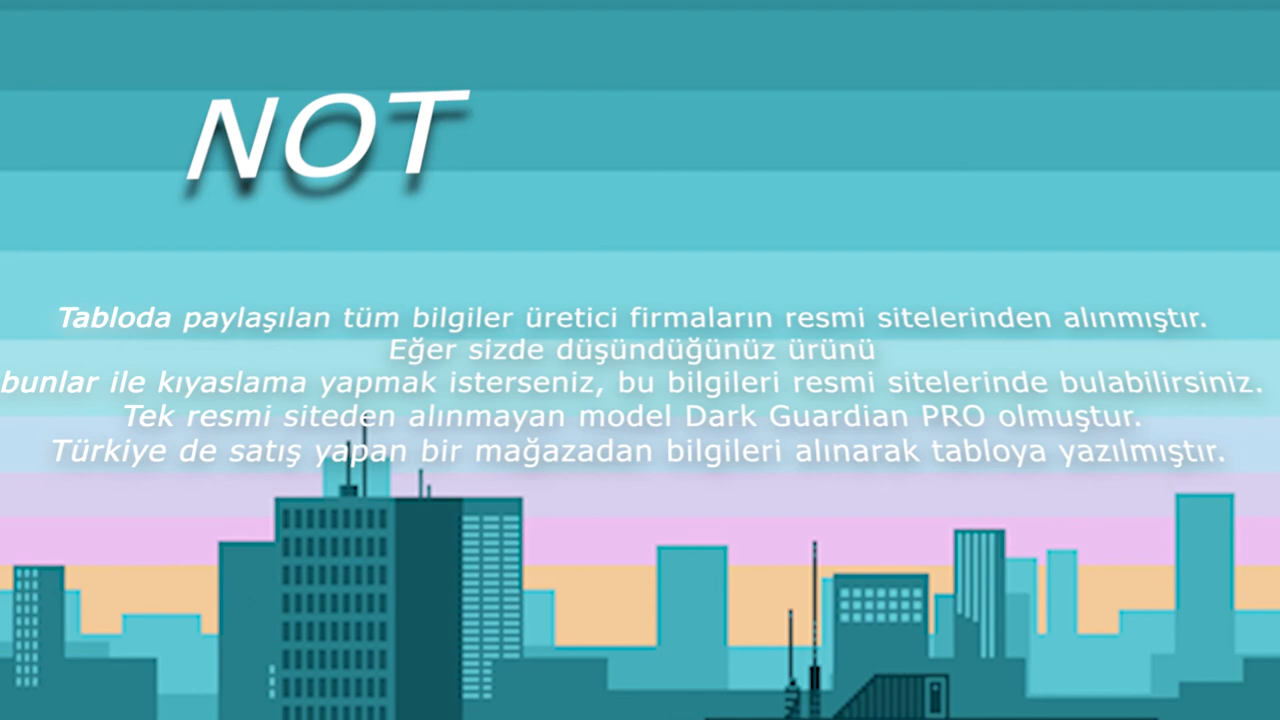 NOT
Tabloda paylaşılan tüm bilgiler üretici firmaların resmi sitelerinden alınmıştır.
Eğer sizde düşündüğünüz ürünü
bunlar ile kıyaslama yapmak isterseniz, bu bilgileri resmi sitelerinde bulabilirsiniz.
Tek resmi siteden alınmayan model Dark Guardian PRO olmuştur.
Türkiye de satış yapan bir mağazadan bilgileri alınarak tabloya yazılmıştır.